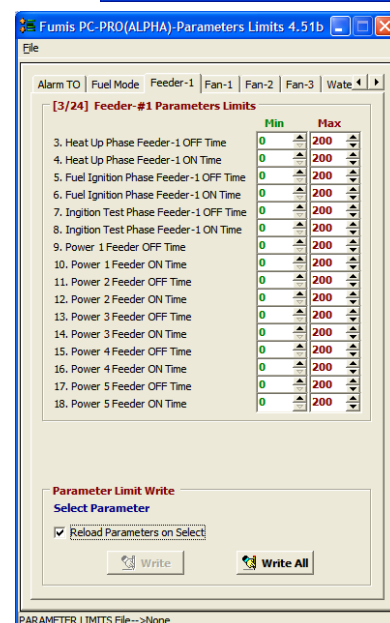 Fumis PC-PRO(ALPHA)-Parameters Limits 4.51b
File
Alarm TO Fuel Mode Feeder-1 Fan-1 Fan-2 Fan-3 Wate
[3/24] Feeder-#1 Parameters Limits
Min Max
3. Heat Up Phase Feeder-1 OFF Time 0 200
4. Heat Up Phase Feeder-1 ON Time 0 200
5. Fuel Ignition Phase Feeder-1 OFF Time 0 200
6. Fuel Ignition Phase Feeder-1 ON Time 0 200
7. Ingition Test Phase Feeder-1 OFF Time 0 200
8. Ingition Test Phase Feeder-1 ON Time 0 200
9. Power 1 Feeder OFF Time 0 200
10. Power 1 Feeder ON Time 0 200
11. Power 2 Feeder OFF Time 0 200
12. Power 2 Feeder ON Time 0 200
13. Power 3 Feeder OFF Time 0 200
14. Power 3 Feeder ON Time 0 200
15. Power 4 Feeder OFF Time 0 200
16. Power 4 Feeder ON Time 0 200
17. Power 5 Feeder OFF Time 0 200
18. Power 5 Feeder ON Time 0 200
Parameter Limit Write
Select Parameter
Reload Parameters on Select
Write Write All
PARAMETER LIMITS File-->None